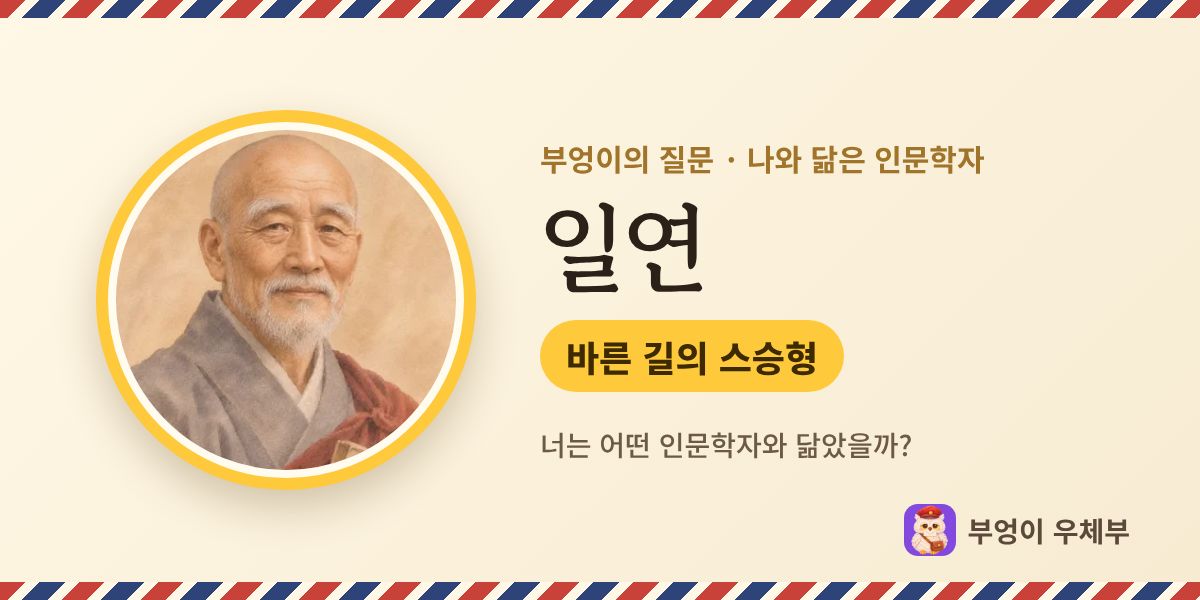 부엉이의 질문 · 나와 닮은 인문학자
일연
바른 길의 스승형
너는 어떤 인문학자와 닮았을까?
부엉이 우체부